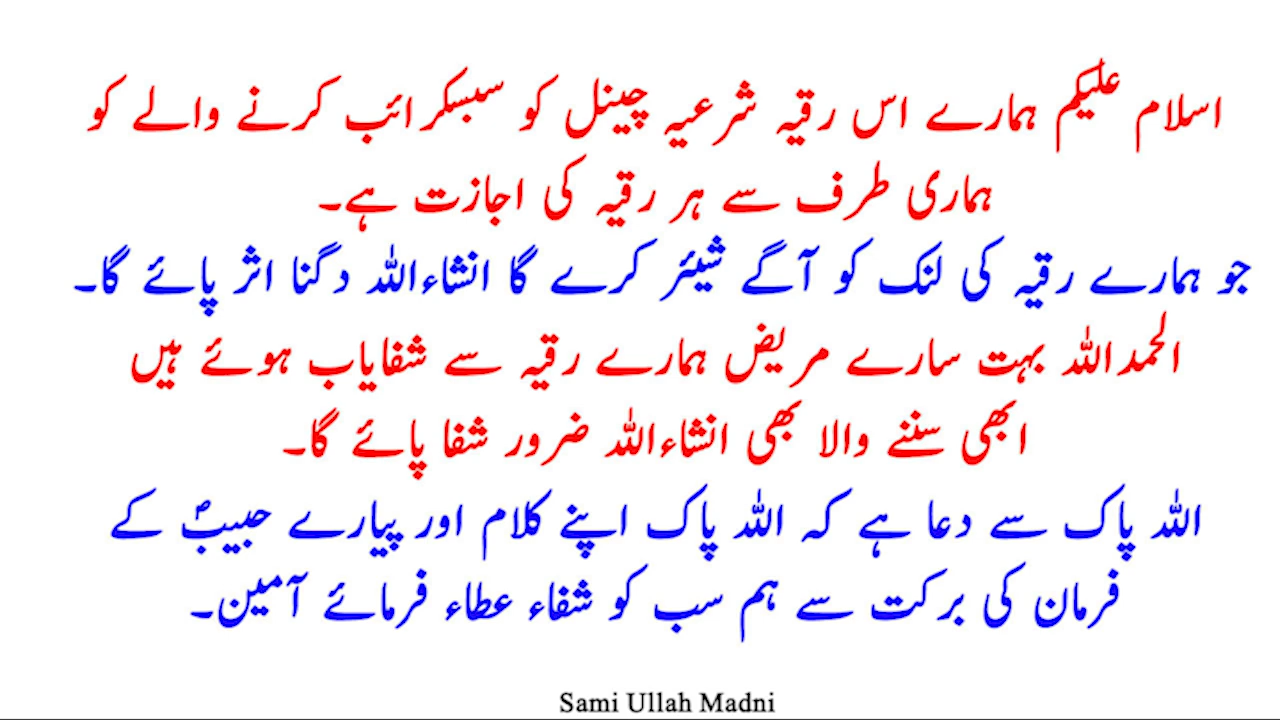 اسلام علیکم ہمارے اس رقیہ شرعیہ چینل کو سبسکرائب کرنے والے کو
ہماری طرف سے ہر رقیہ کی اجازت ہے۔
جو ہمارے رقیہ کی لنک کو آگے شیئر کرے گا انشاءاللہ دگنا اثر پائے گا۔
الحمداللہ بہت سارے مریض ہمارے رقیہ سے شفایاب ہوئے ہیں
ابھی سننے والا بھی انشاءاللہ ضرور شفا پائے گا۔
اللہ پاک سے دعا ہے کہ اللہ پاک اپنے کلام اور پیارے حبیبؐ کے
فرمان کی برکت سے ہم سب کو شفاء عطاء فرمائے آمین۔
Sami Ullah Madni